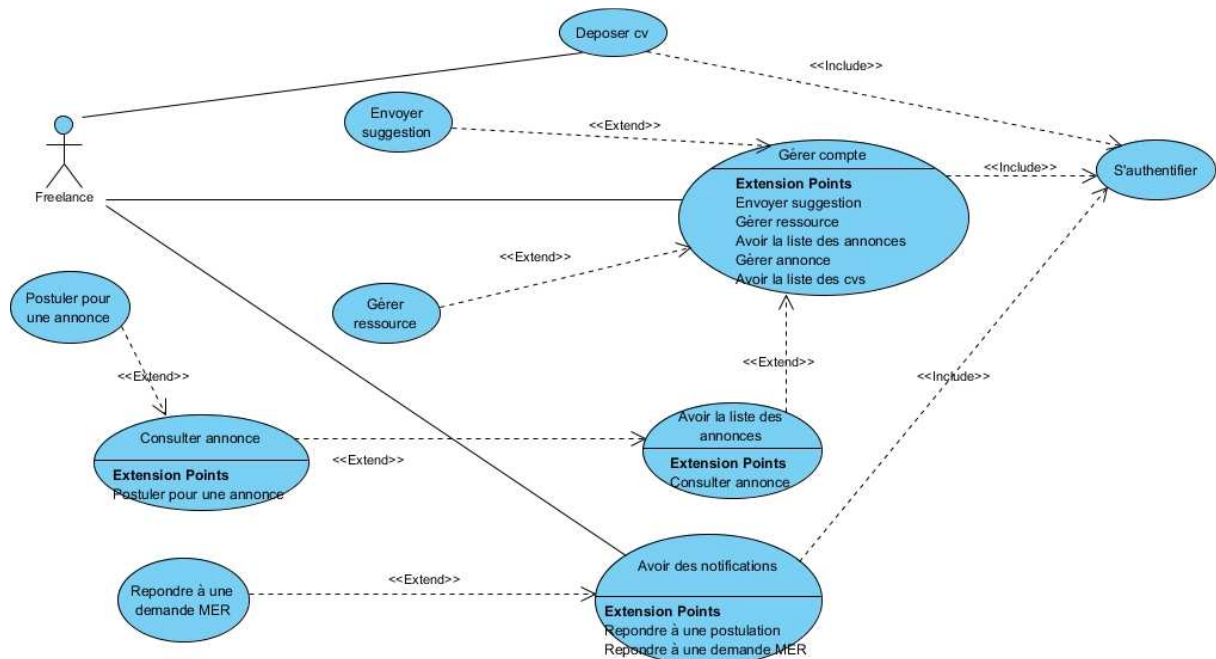 Deposer cv
<<Include>>
Envoyer
suggestion
<<Extend>>
Freelance
Gérer compte
Extension Points
Envoyer suggestion
Gérer ressource
Avoir la liste des annonces
Gérer annonce
Avoir la liste des cvs
<<Include>>
S'authentifier
<<Extend>>
Gérer
ressource
Postuler pour
une annonce
<<Extend>>
<<Extend>>
<<Include>>
Consulter annonce
Extension Points
Postuler pour une annonce
<<Extend>>
Avoir la liste des
annonces
Extension Points
Consulter annonce
Repondre à une
demande MER
<<Extend>>
Avoir des notifications
Extension Points
Repondre à une postulation
Repondre à une demande MER